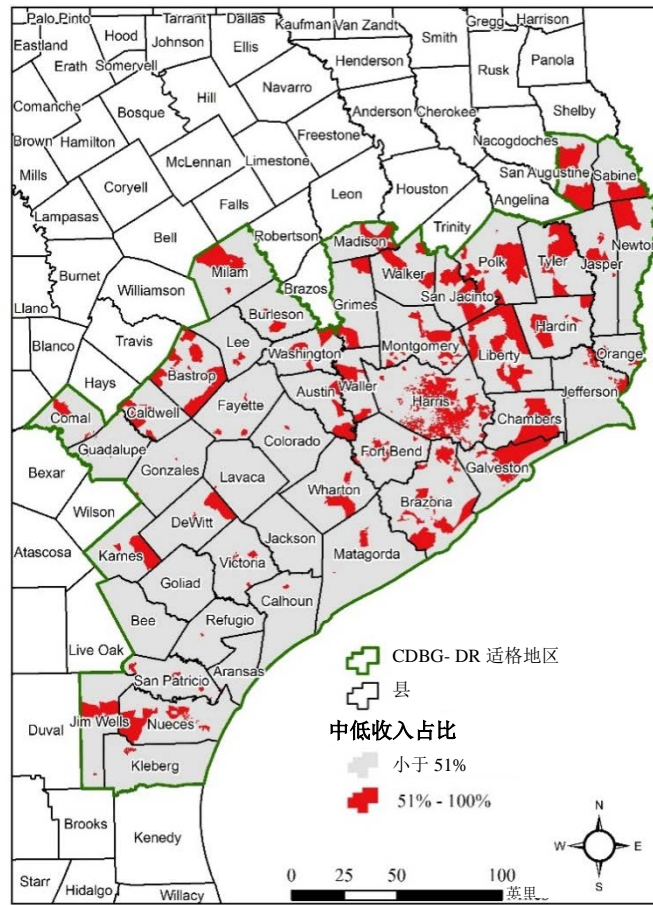 Palo Pinto
Tarrant
Dallas
Kaufman
Van Zandt
Gregg
Harrison
Eastland
Hood
Johnson
Ellis
Smith
Erath
Somervell
Henderson
Rusk
Panola
Comanche
Bosque
Hill
Navarro
Anderson
Cherokee
Shelby
Brown
Hamilton
Freestone
Nacogdoches
Mills
McLennan
Limestone
San Augustine
Sabine
Coryell
Leon
Houston
Angelina
Lampasas
Falls
Trinity
Bell
Robertson
Madison
Newton
Burnet
Milam
Walker
Polk
Tyler
Jasper
Williamson
Brazos
Grimes
San Jacinto
Llano
Burleson
Hardin
Travis
Lee
Washington
Montgomery
Liberty
Blanco
Orange
Hays
Bastrop
Austin
Waller
Harris
Jefferson
Comal
Caldwell
Fayette
Chambers
Guadalupe
Colorado
Fort Bend
Galveston
Bexar
Gonzales
Lavaca
Wharton
Brazoria
Wilson
DeWitt
Jackson
Matagorda
Atascosa
Karnes
Victoria
Goliad
Calhoun
Bee
Refugio
Live Oak
Aransas
San Patricio
Duval
Jim Wells
Nueces
Kleberg
Brooks
Kenedy
Starr
Hidalgo
Willacy
CDBG- DR 适格地区
县
中低收入占比
小于 51%
51% - 100%
N
W
E
S
0 50 100
英里